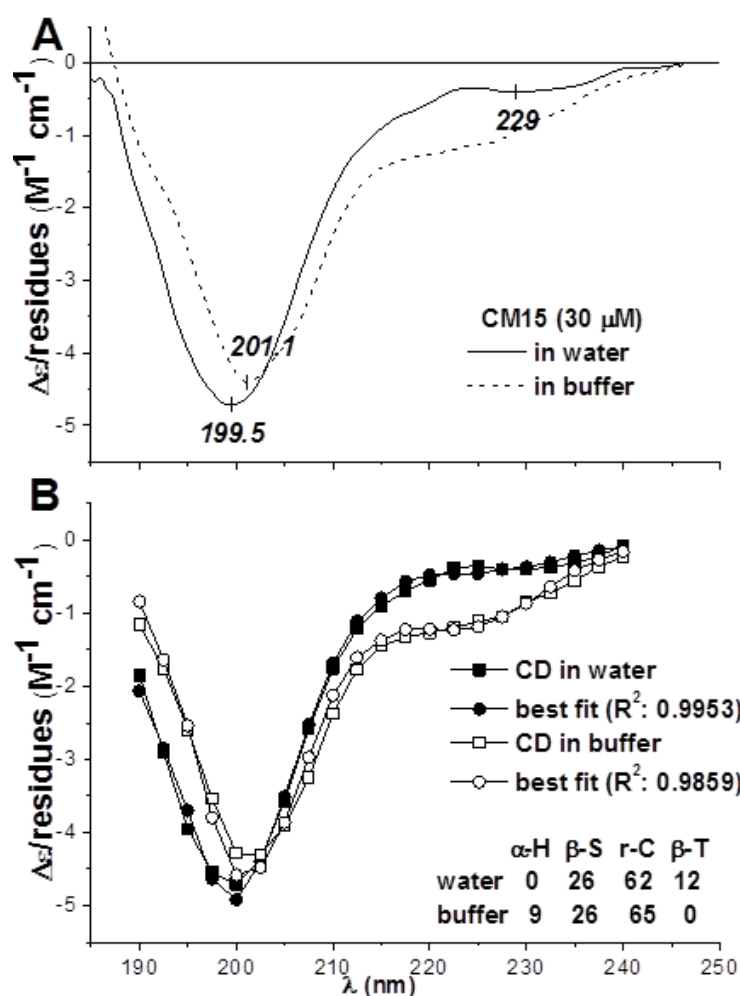 A
0
-1
-2
-3
-4
-5
Δε/residues (M⁻¹ cm⁻¹)
229
201.1
199.5
CM15 (30 μM)
in water
in buffer
B
0
-1
-2
-3
-4
-5
Δε/residues (M⁻¹ cm⁻¹)
CD in water
best fit (R²: 0.9953)
CD in buffer
best fit (R²: 0.9859)
α-H β-S r-C β-T
water 0 26 62 12
buffer 9 26 65 0
190 200 210 220 230 240 250
λ (nm)